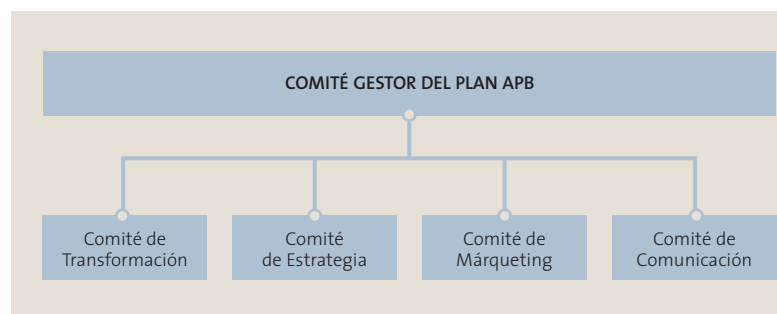 COMITÉ GESTOR DEL PLAN APB
Comité de
Transformación
Comité
de Estrategia
Comité de
Márqueting
Comité de
Comunicación